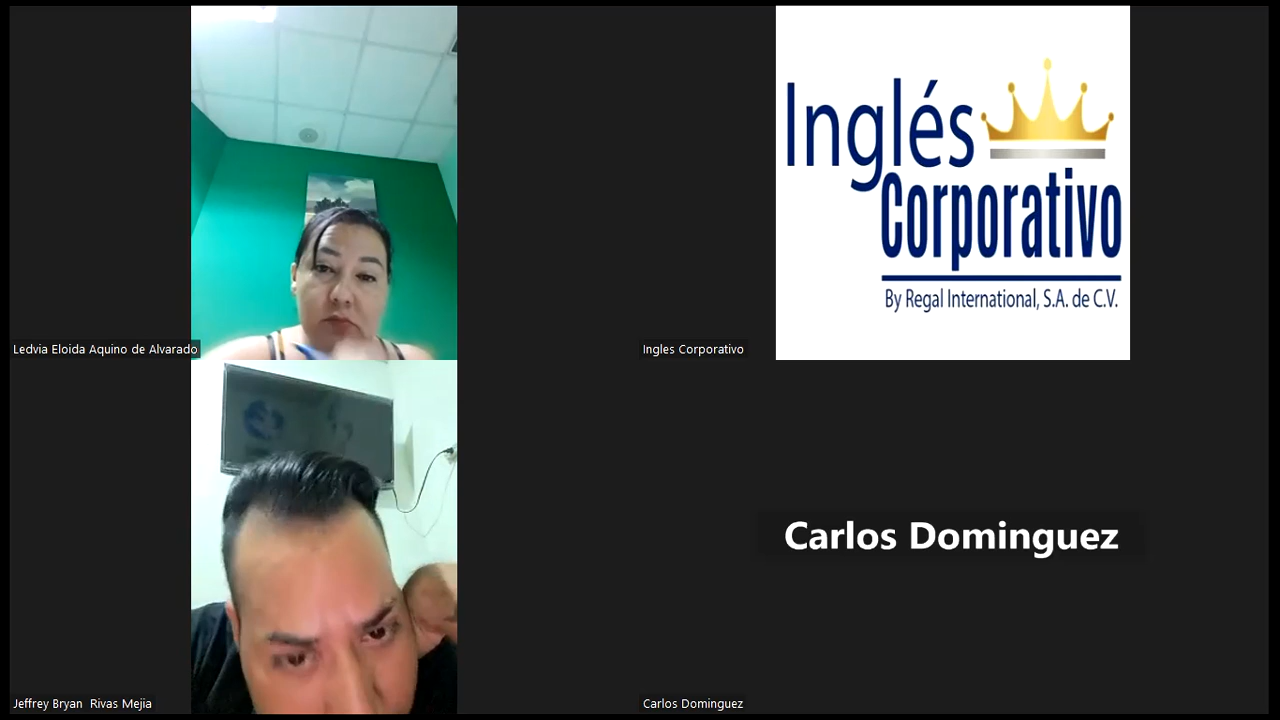 Inglés
Corporativo
By Regal International, S.A. de C.V.
Ledvia Eloida Aquino de Alvarado
Ingles Corporativo
Carlos Dominguez
Jeffrey Bryan Rivas Mejia
Carlos Dominguez